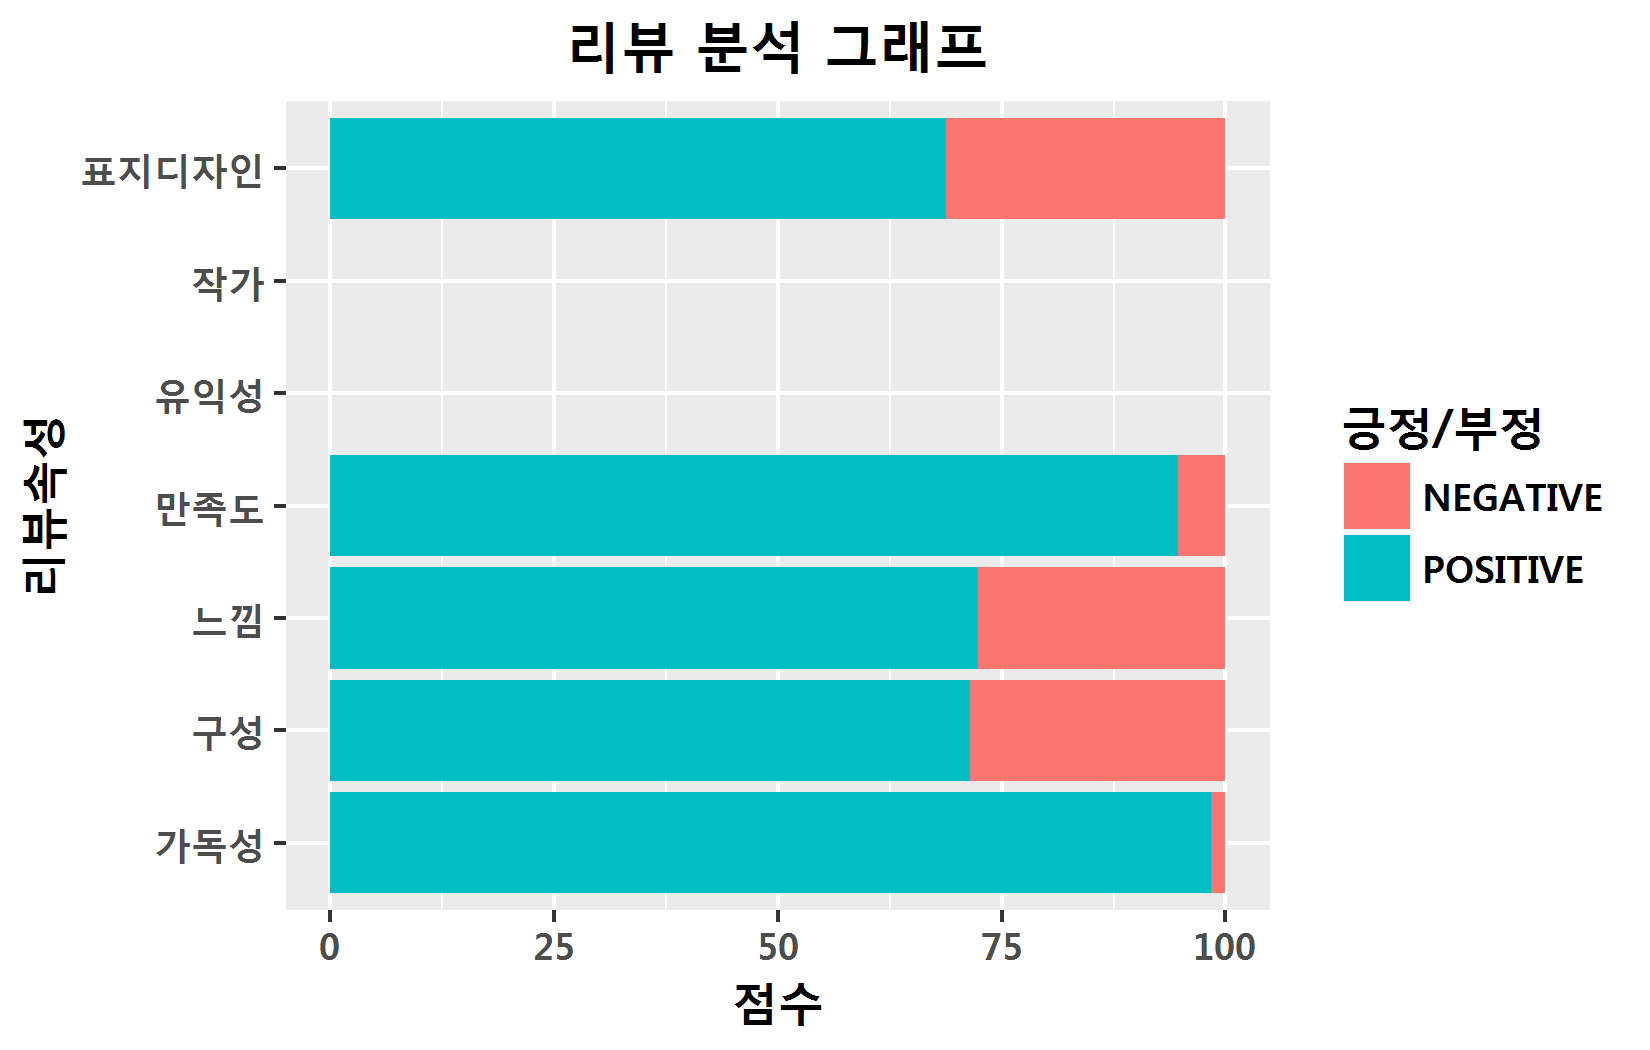 리뷰 분석 그래프
표지디자인
작가
유익성
만족도
느낌
구성
가독성
리뷰속성
0 25 50 75 100
점수
긍정/부정
NEGATIVE
POSITIVE